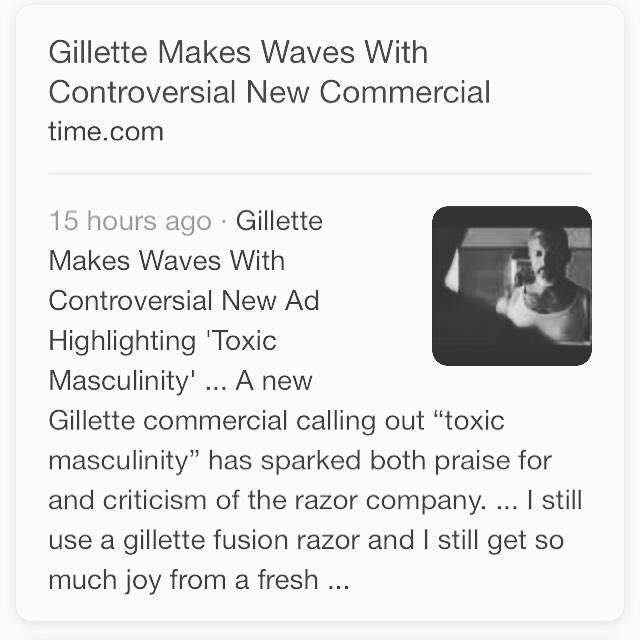 Gillette Makes Waves With
Controversial New Commercial
time.com
15 hours ago · Gillette
Makes Waves With
Controversial New Ad
Highlighting 'Toxic
Masculinity' ... A new
Gillette commercial calling out “toxic
masculinity” has sparked both praise for
and criticism of the razor company. ... I still
use a gillette fusion razor and I still get so
much joy from a fresh ...